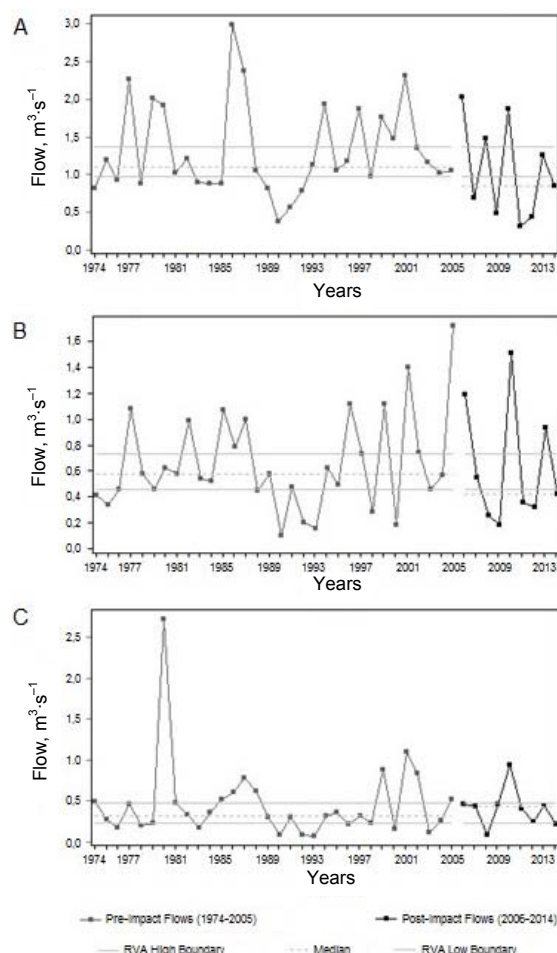 A
Flow, m³·s⁻¹
3,0
2,5
2,0
1,5
1,0
0,5
0,0
1974 1977 1981 1985 1989 1993 1997 2001 2005 2009 2013
Years
B
Flow, m³·s⁻¹
1,6
1,4
1,2
1,0
0,8
0,6
0,4
0,2
0,0
1974 1977 1981 1985 1989 1993 1997 2001 2005 2009 2013
Years
C
Flow, m³·s⁻¹
2,5
2,0
1,5
1,0
0,5
0,0
1974 1977 1981 1985 1989 1993 1997 2001 2005 2009 2013
Years
Pre-Impact Flows (1974-2005) Post-Impact Flows (2006-2014)
RVA High Boundary Median RVA Low Boundary